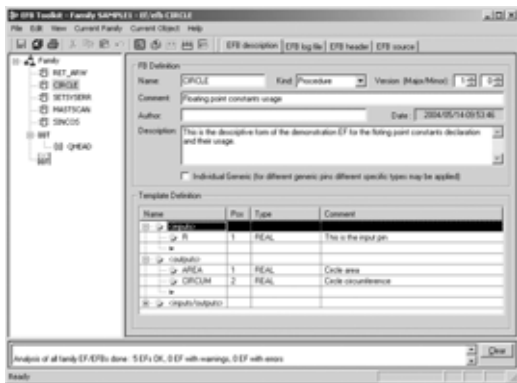 EFB Toolkit - Family SAMPLES - EF/efb CIRCLE
File Edit View Current Family Current Object Help
EFB description EFB log file EFB header EFB source
Family
RET_ARW
CIRCLE
SETSYSERR
MASTSCAN
SINCOS
QHEAD
FB Definition
Name: CIRCLE Kind: Procedure Version (Major/Minor): 1 0
Comment: Floating point constants usage
Author: Date: 2004/05/14 09:53:46
Description: This is the descriptive form of the demonstration EF for the floting point constants declaration
and their usage.
Individual Generic (for different generic pins different specific types may be applied)
Template Definition
Name Pos Type Comment
<inputs>
R 1 REAL This is the input pin
<outputs>
AREA 1 REAL Circle area
CIRCUM 2 REAL Circle circumference
<inputs/outputs>
Analysis of all family EF/EFBs done : 5 EFs OK, 0 EF with warnings, 0 EF with errors
Clear
Ready